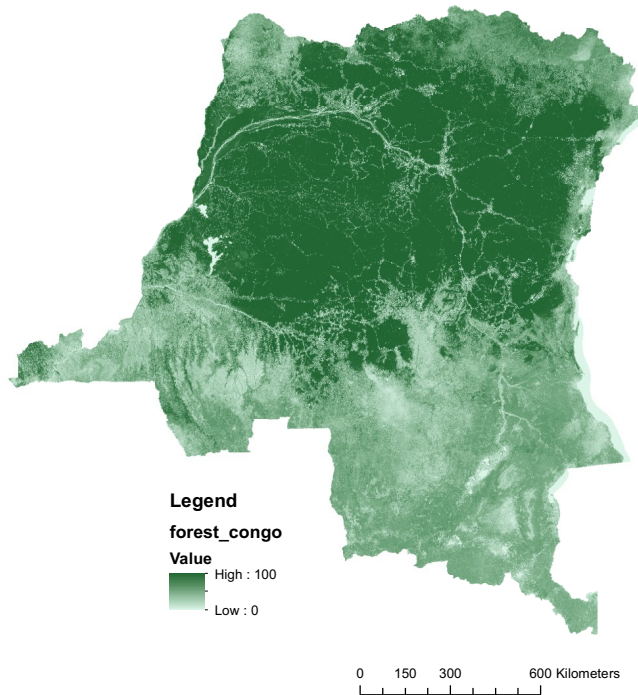 Legend
forest_congo
Value
High : 100
Low : 0
0 150 300 600 Kilometers